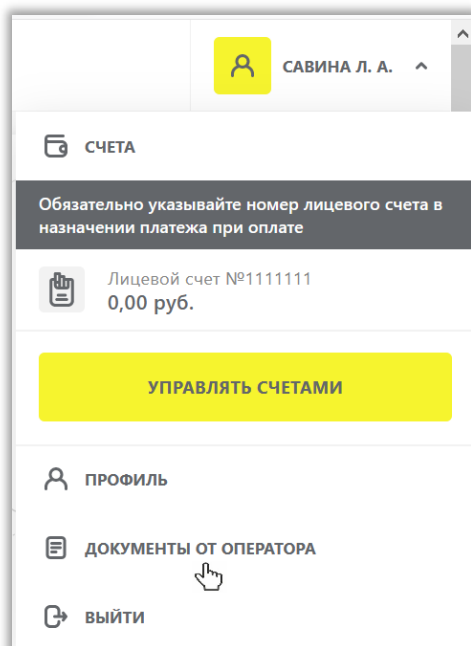 САВИНА Л. А.
СЧЕТА
Обязательно указывайте номер лицевого счета в
назначении платежа при оплате
Лицевой счет №1111111
0,00 руб.
УПРАВЛЯТЬ СЧЕТАМИ
ПРОФИЛЬ
ДОКУМЕНТЫ ОТ ОПЕРАТОРА
ВЫЙТИ